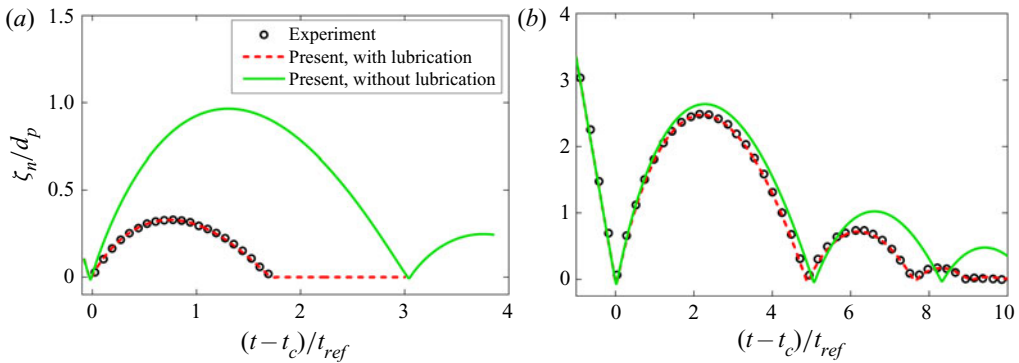 (a)
1.5
1.0
0.5
0
ζn/dp
0 1 2 3 4
(t – tc)/tref
Experiment
Present, with lubrication
Present, without lubrication
(b)
4
3
2
1
0
0 2 4 6 8 10
(t – tc)/tref